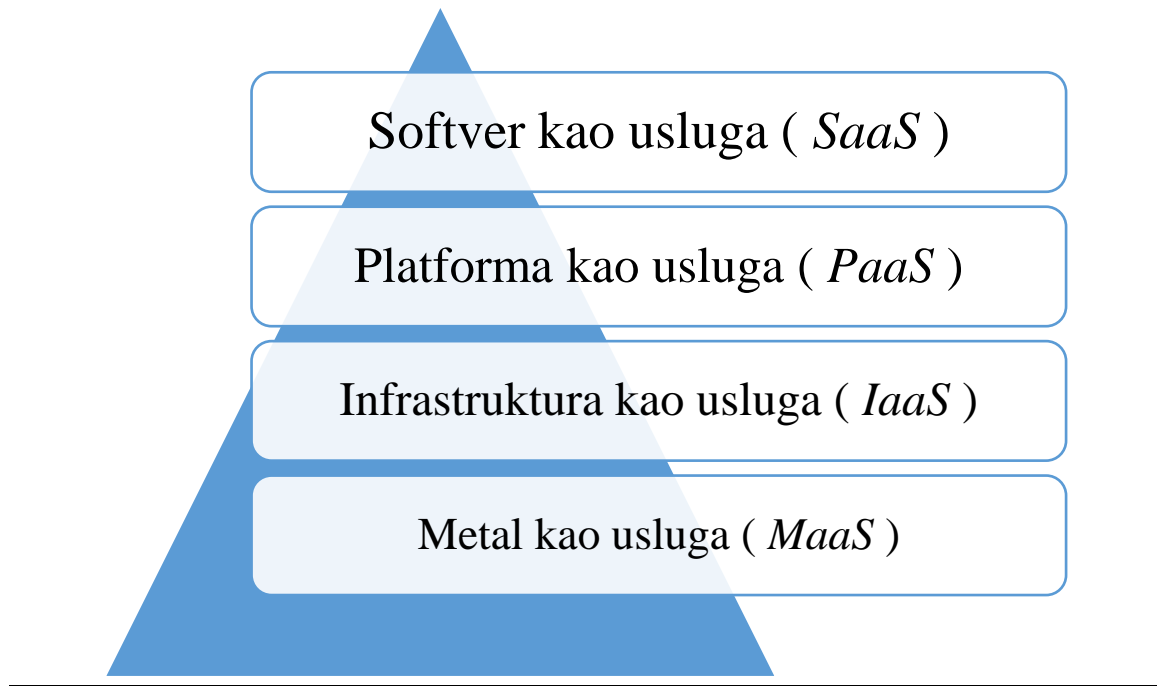 Softver kao usluga ( SaaS )
Platforma kao usluga ( PaaS )
Infrastruktura kao usluga ( IaaS )
Metal kao usluga ( MaaS )